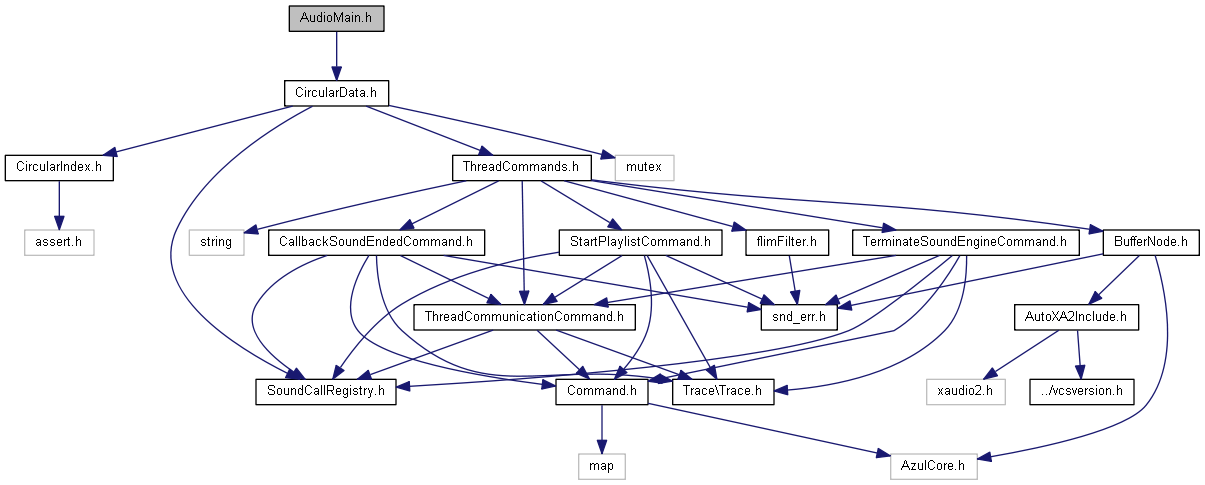 AudioMain.h
CircularData.h
CircularIndex.h
ThreadCommands.h
mutex
assert.h
string
CallbackSoundEndedCommand.h
StartPlaylistCommand.h
flimFilter.h
TerminateSoundEngineCommand.h
BufferNode.h
ThreadCommunicationCommand.h
snd_err.h
AutoXA2Include.h
SoundCallRegistry.h
Command.h
Trace\Trace.h
xaudio2.h
../vcsversion.h
map
AzulCore.h